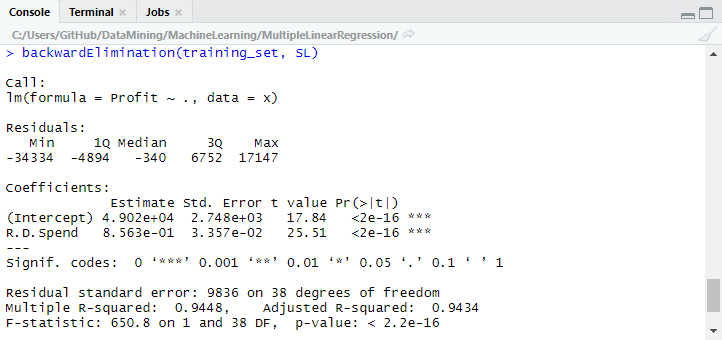 Console Terminal Jobs
C:/Users/GitHub/DataMining/MachineLearning/MultipleLinearRegression/
> backwardElimination(training_set, SL)
Call:
lm(formula = Profit ~ ., data = x)
Residuals:
   Min     1Q Median     3Q    Max
-34334  -4894   -340   6752  17147
Coefficients:
             Estimate Std. Error t value Pr(>|t|)
(Intercept) 4.902e+04  2.748e+03   17.84   <2e-16 ***
R.D.Spend   8.563e-01  3.357e-02   25.51   <2e-16 ***
---
Signif. codes:  0 ‘***’ 0.001 ‘**’ 0.01 ‘*’ 0.05 ‘.’ 0.1 ‘ ’ 1
Residual standard error: 9836 on 38 degrees of freedom
Multiple R-squared:  0.9448,    Adjusted R-squared:  0.9434
F-statistic: 650.8 on 1 and 38 DF,  p-value: < 2.2e-16